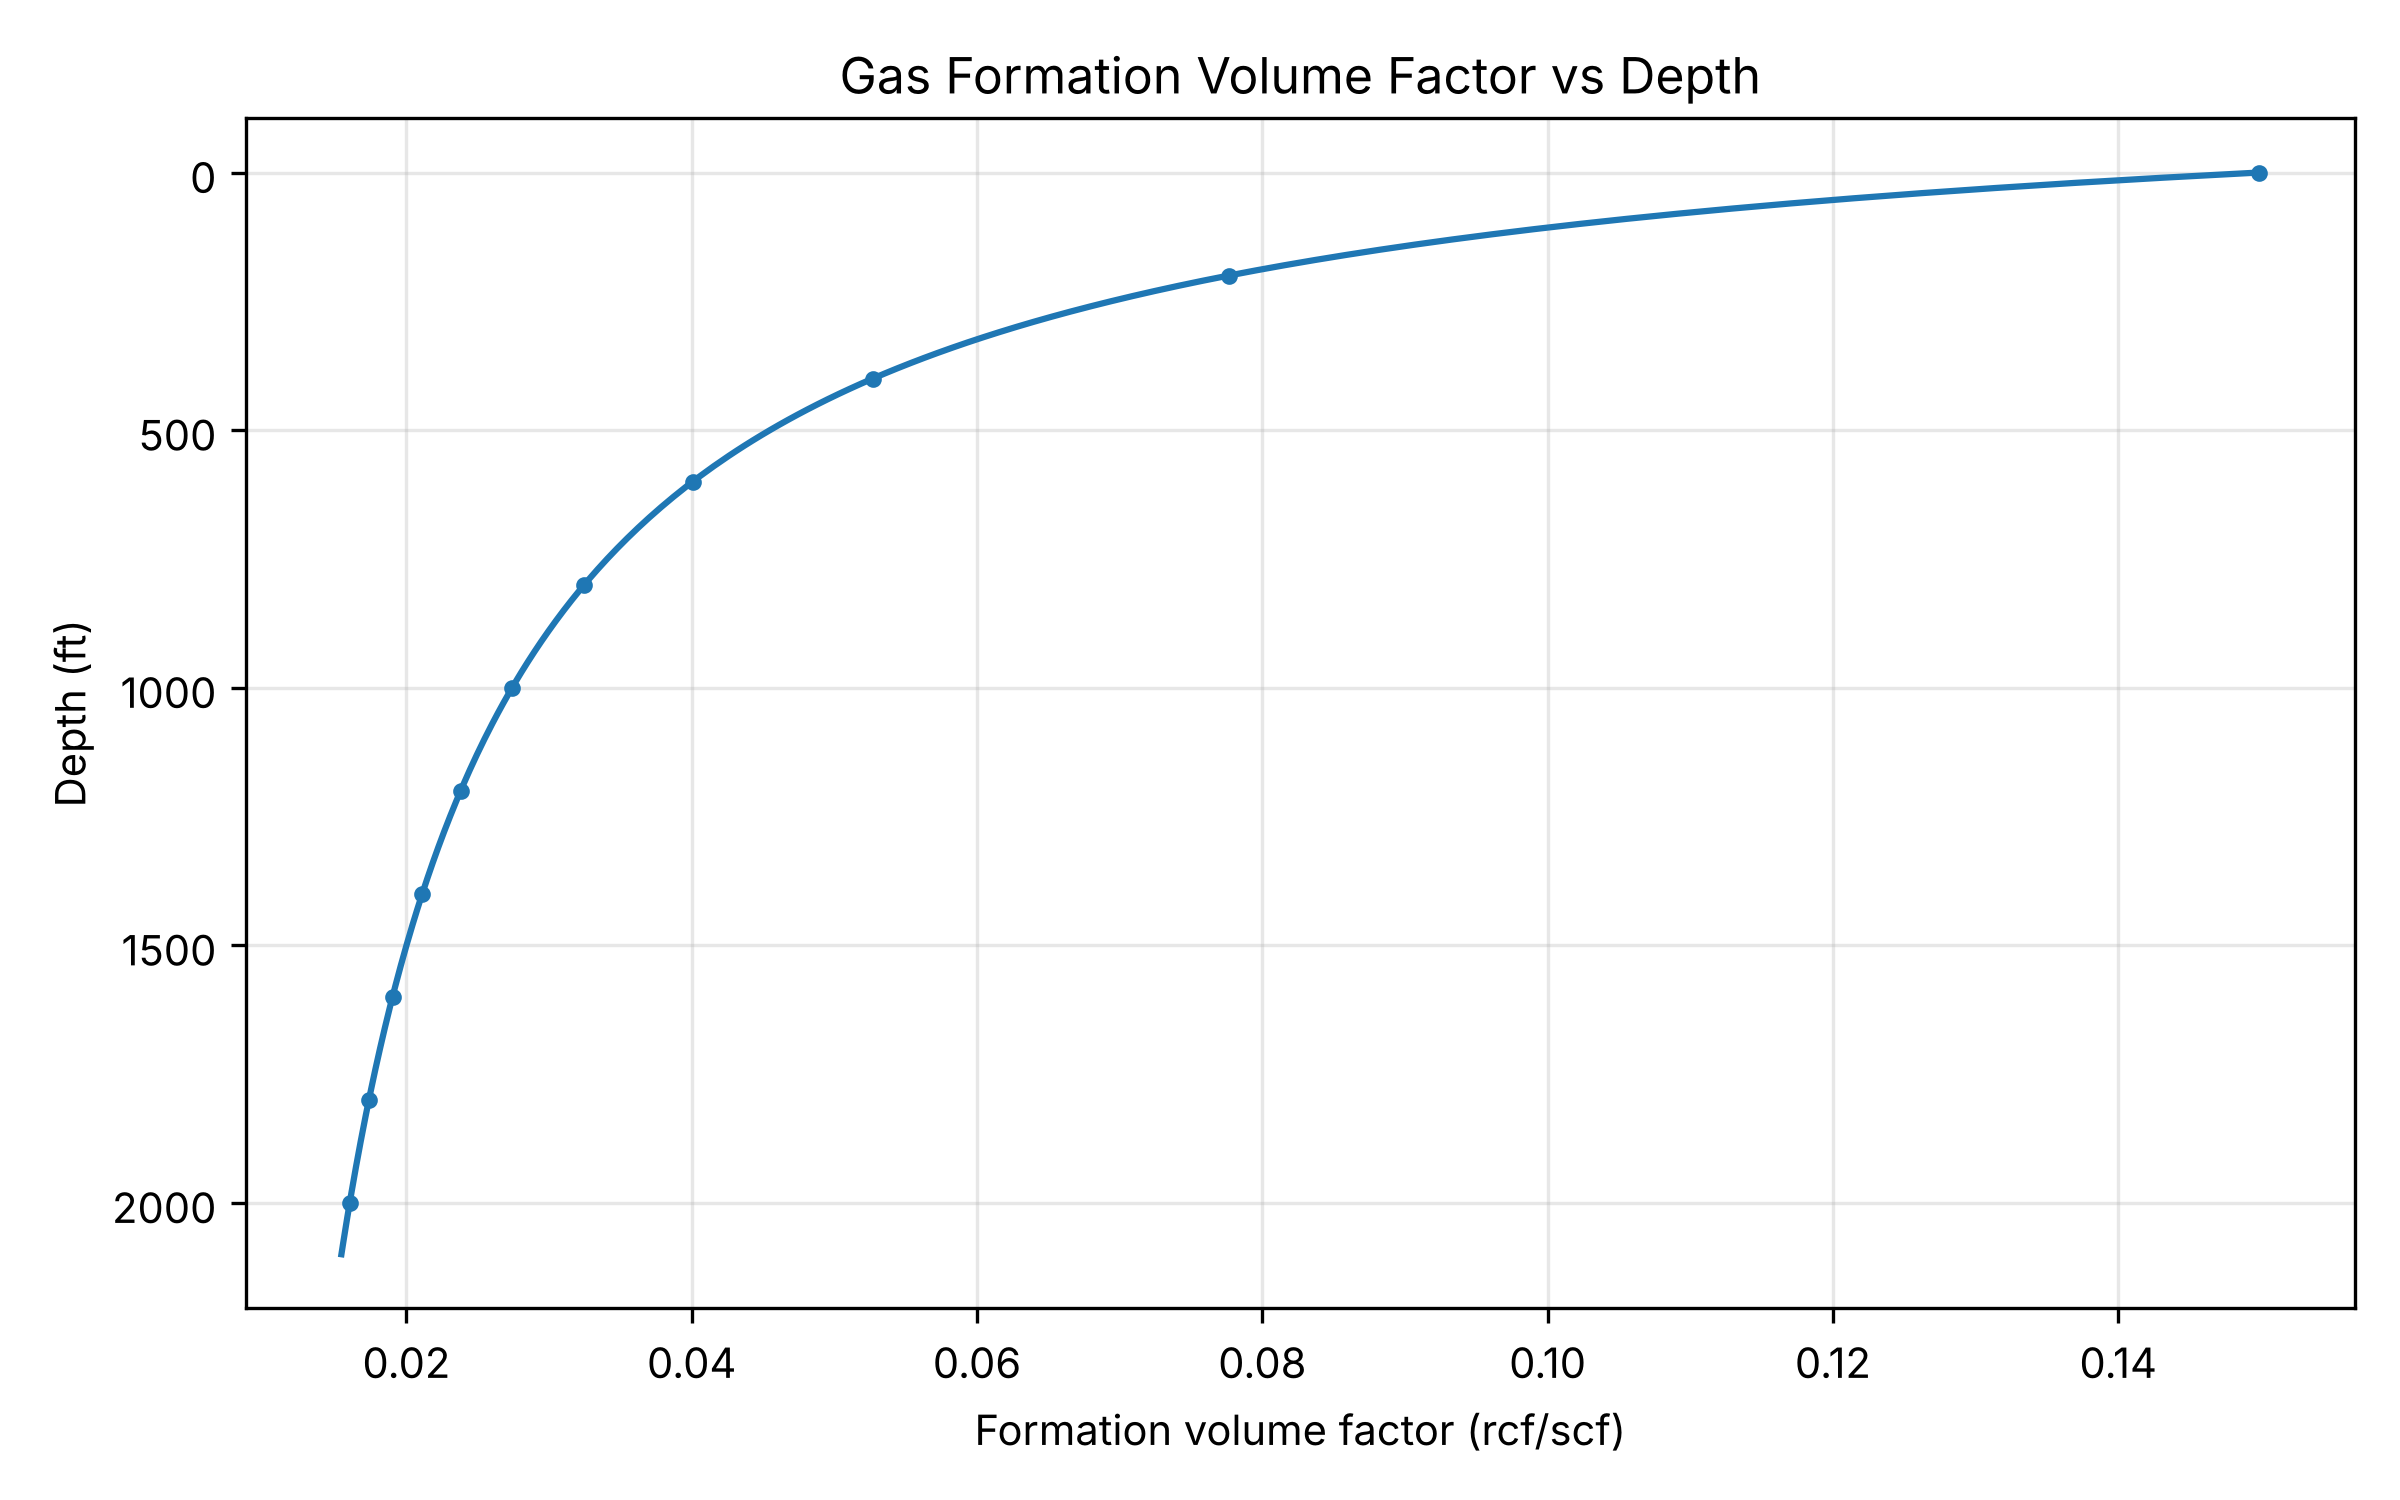 Gas Formation Volume Factor vs Depth
0
500
1000
1500
2000
Depth (ft)
0.02 0.04 0.06 0.08 0.10 0.12 0.14
Formation volume factor (rcf/scf)